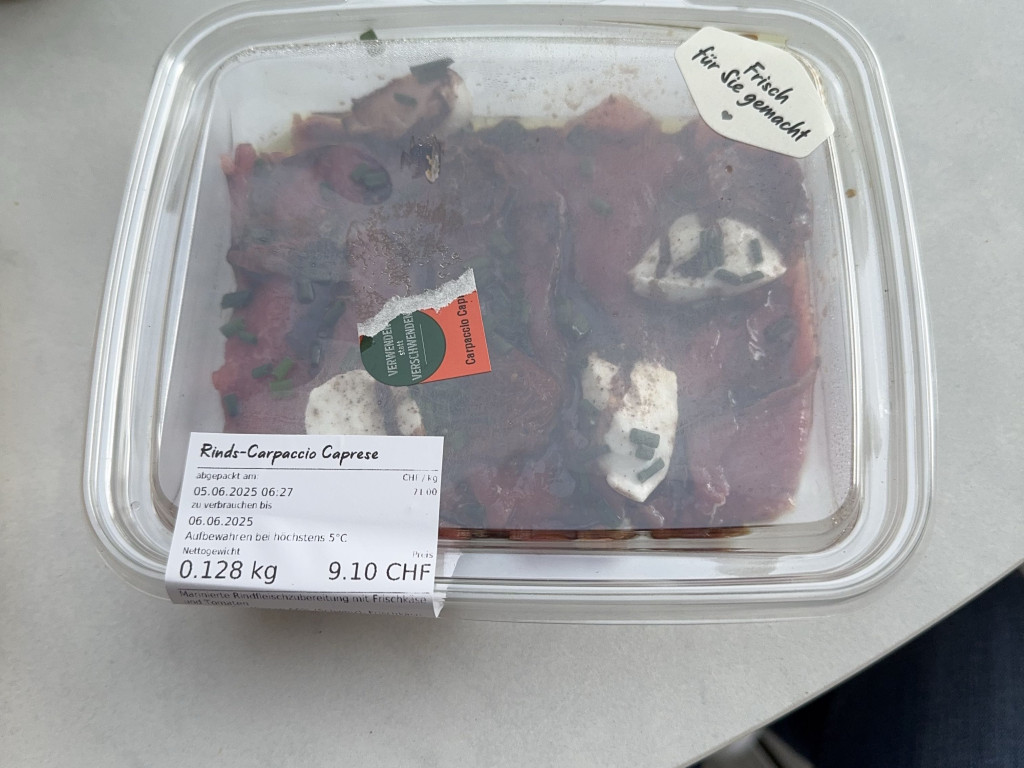 Frisch
für Sie gemacht
VERWENDEN
statt
VERSCHWENDEN
Carpaccio Cap
Rinds-Carpaccio Caprese
abgepackt am: CHF / kg
05.06.2025 06:27 71.00
zu verbrauchen bis
06.06.2025
Aufbewahren bei höchstens 5°C
Nettogewicht Preis
0.128 kg 9.10 CHF
Marinierte Rindfleischzubereitung mit Frischkäse
und Tomaten